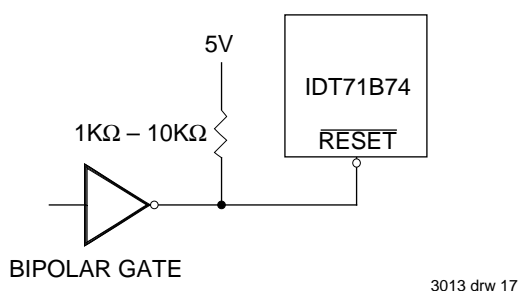 5V
IDT71B74
1KΩ – 10KΩ
RESET
BIPOLAR GATE
3013 drw 17